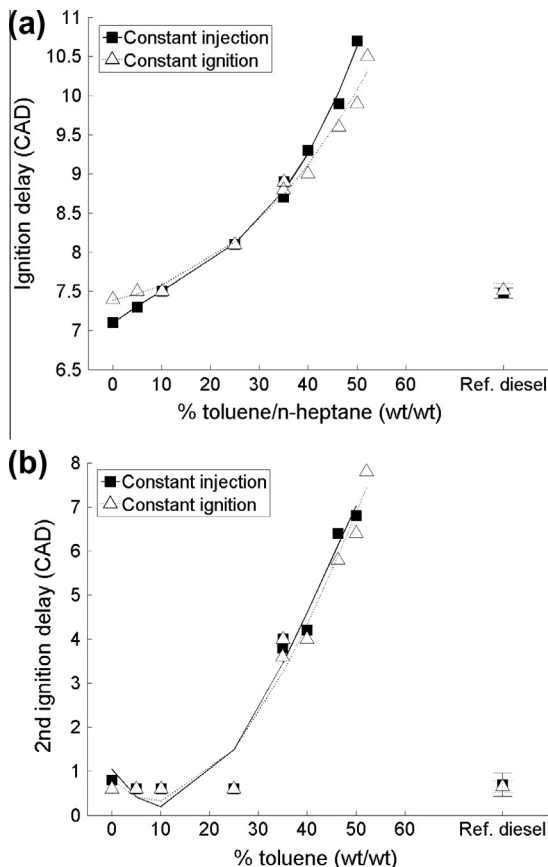 (a)
11
10.5
10
9.5
9
8.5
8
7.5
7
6.5
Ignition delay (CAD)
Constant injection
Constant ignition
0 10 20 30 40 50 60 Ref. diesel
% toluene/n-heptane (wt/wt)
(b)
8
7
6
5
4
3
2
1
0
2nd ignition delay (CAD)
Constant injection
Constant ignition
0 10 20 30 40 50 60 Ref. diesel
% toluene (wt/wt)